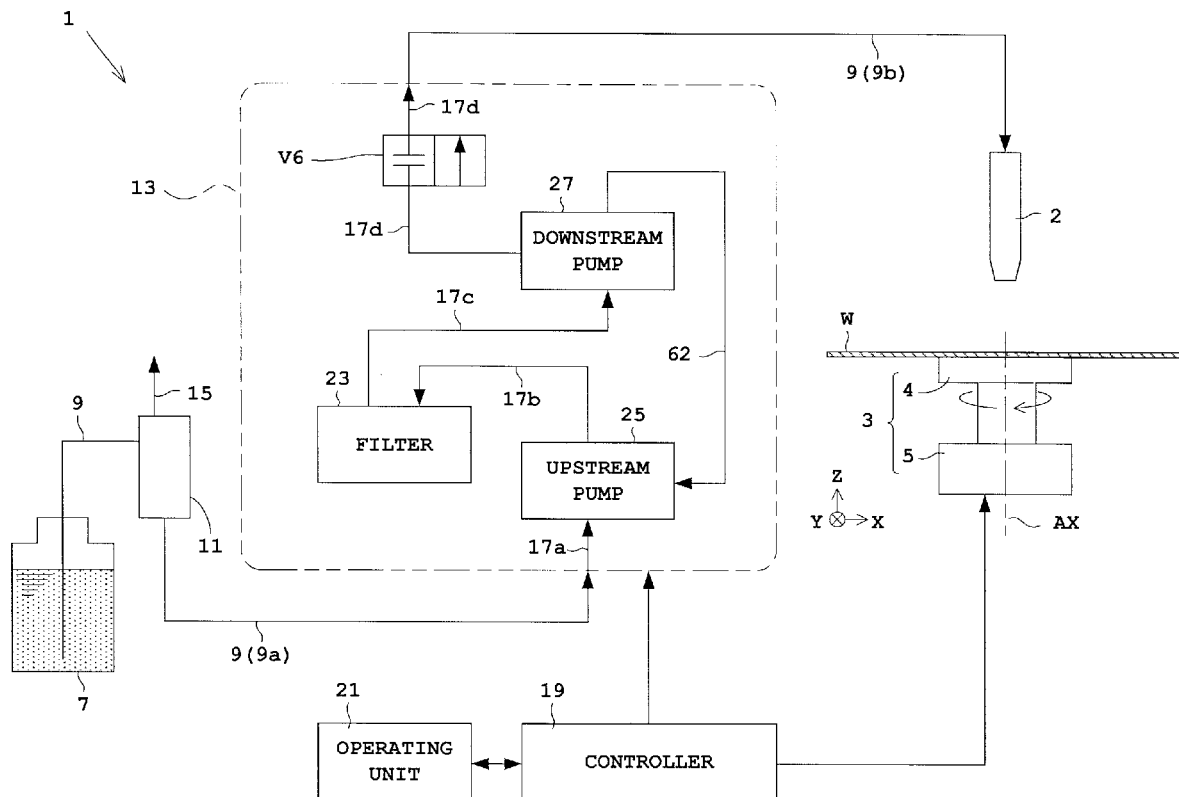 1
9(9b)
17d
V6
13
27
17d
DOWNSTREAM
PUMP
2
17c
W
62
15
23
17b
4
9
25
3
FILTER
UPSTREAM
PUMP
5
Z
Y
X
11
17a
AX
9(9a)
7
21
19
OPERATING
UNIT
CONTROLLER